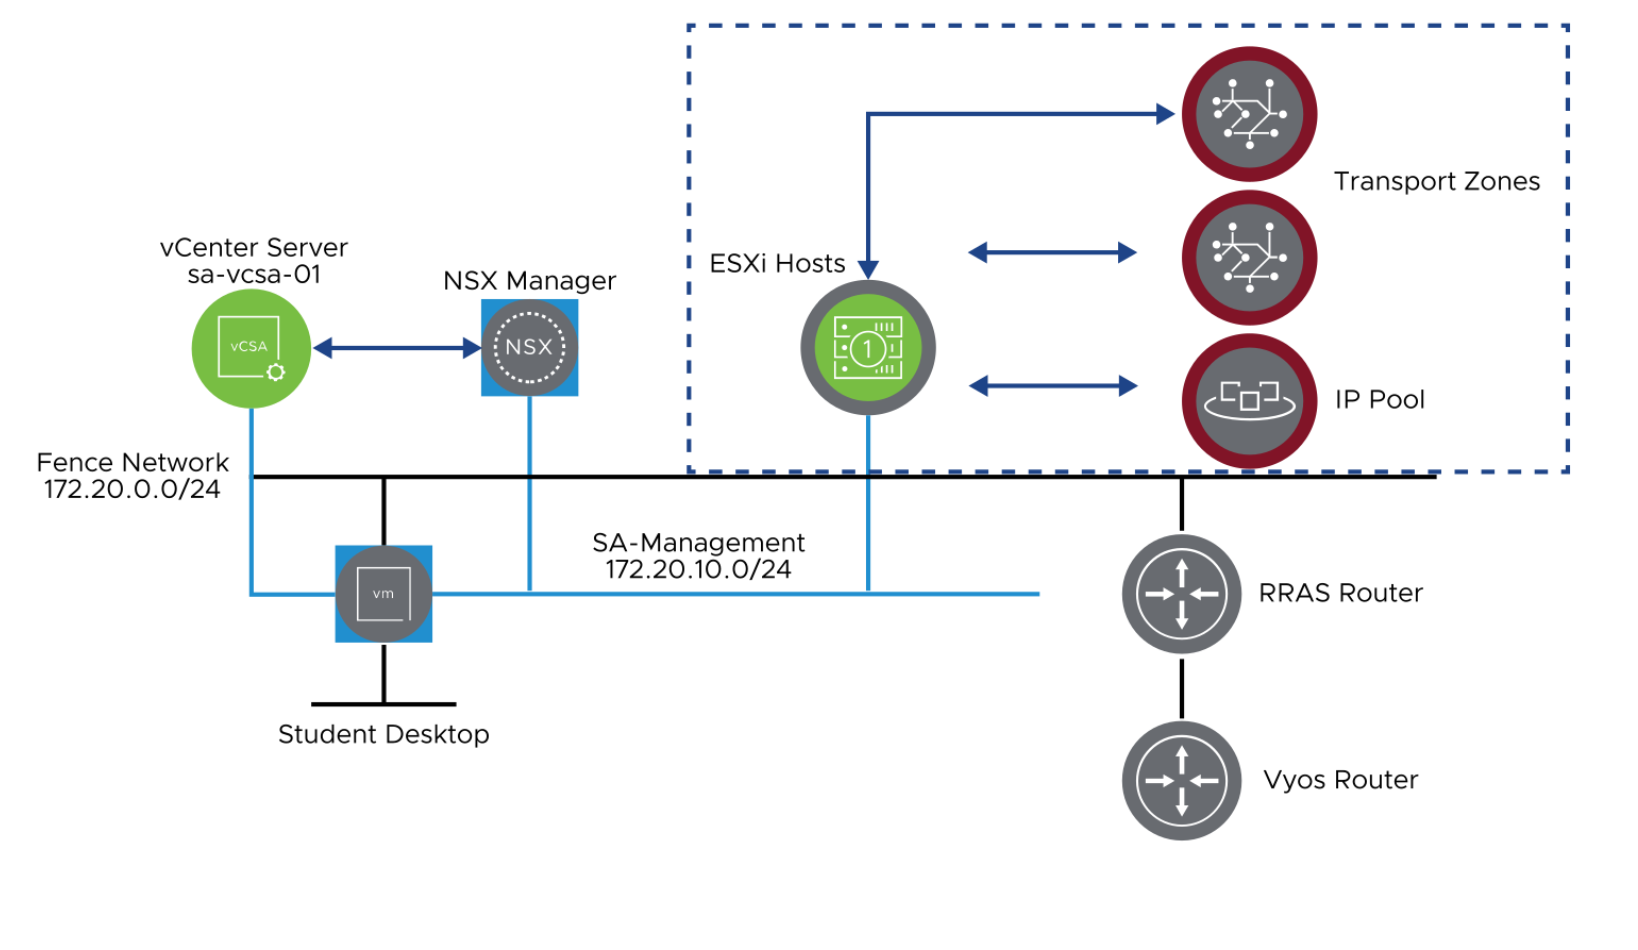 Transport Zones
vCenter Server
sa-vcsa-01
NSX Manager
ESXi Hosts
vCSA
NSX
1
IP Pool
Fence Network
172.20.0.0/24
SA-Management
172.20.10.0/24
vm
RRAS Router
Student Desktop
Vyos Router